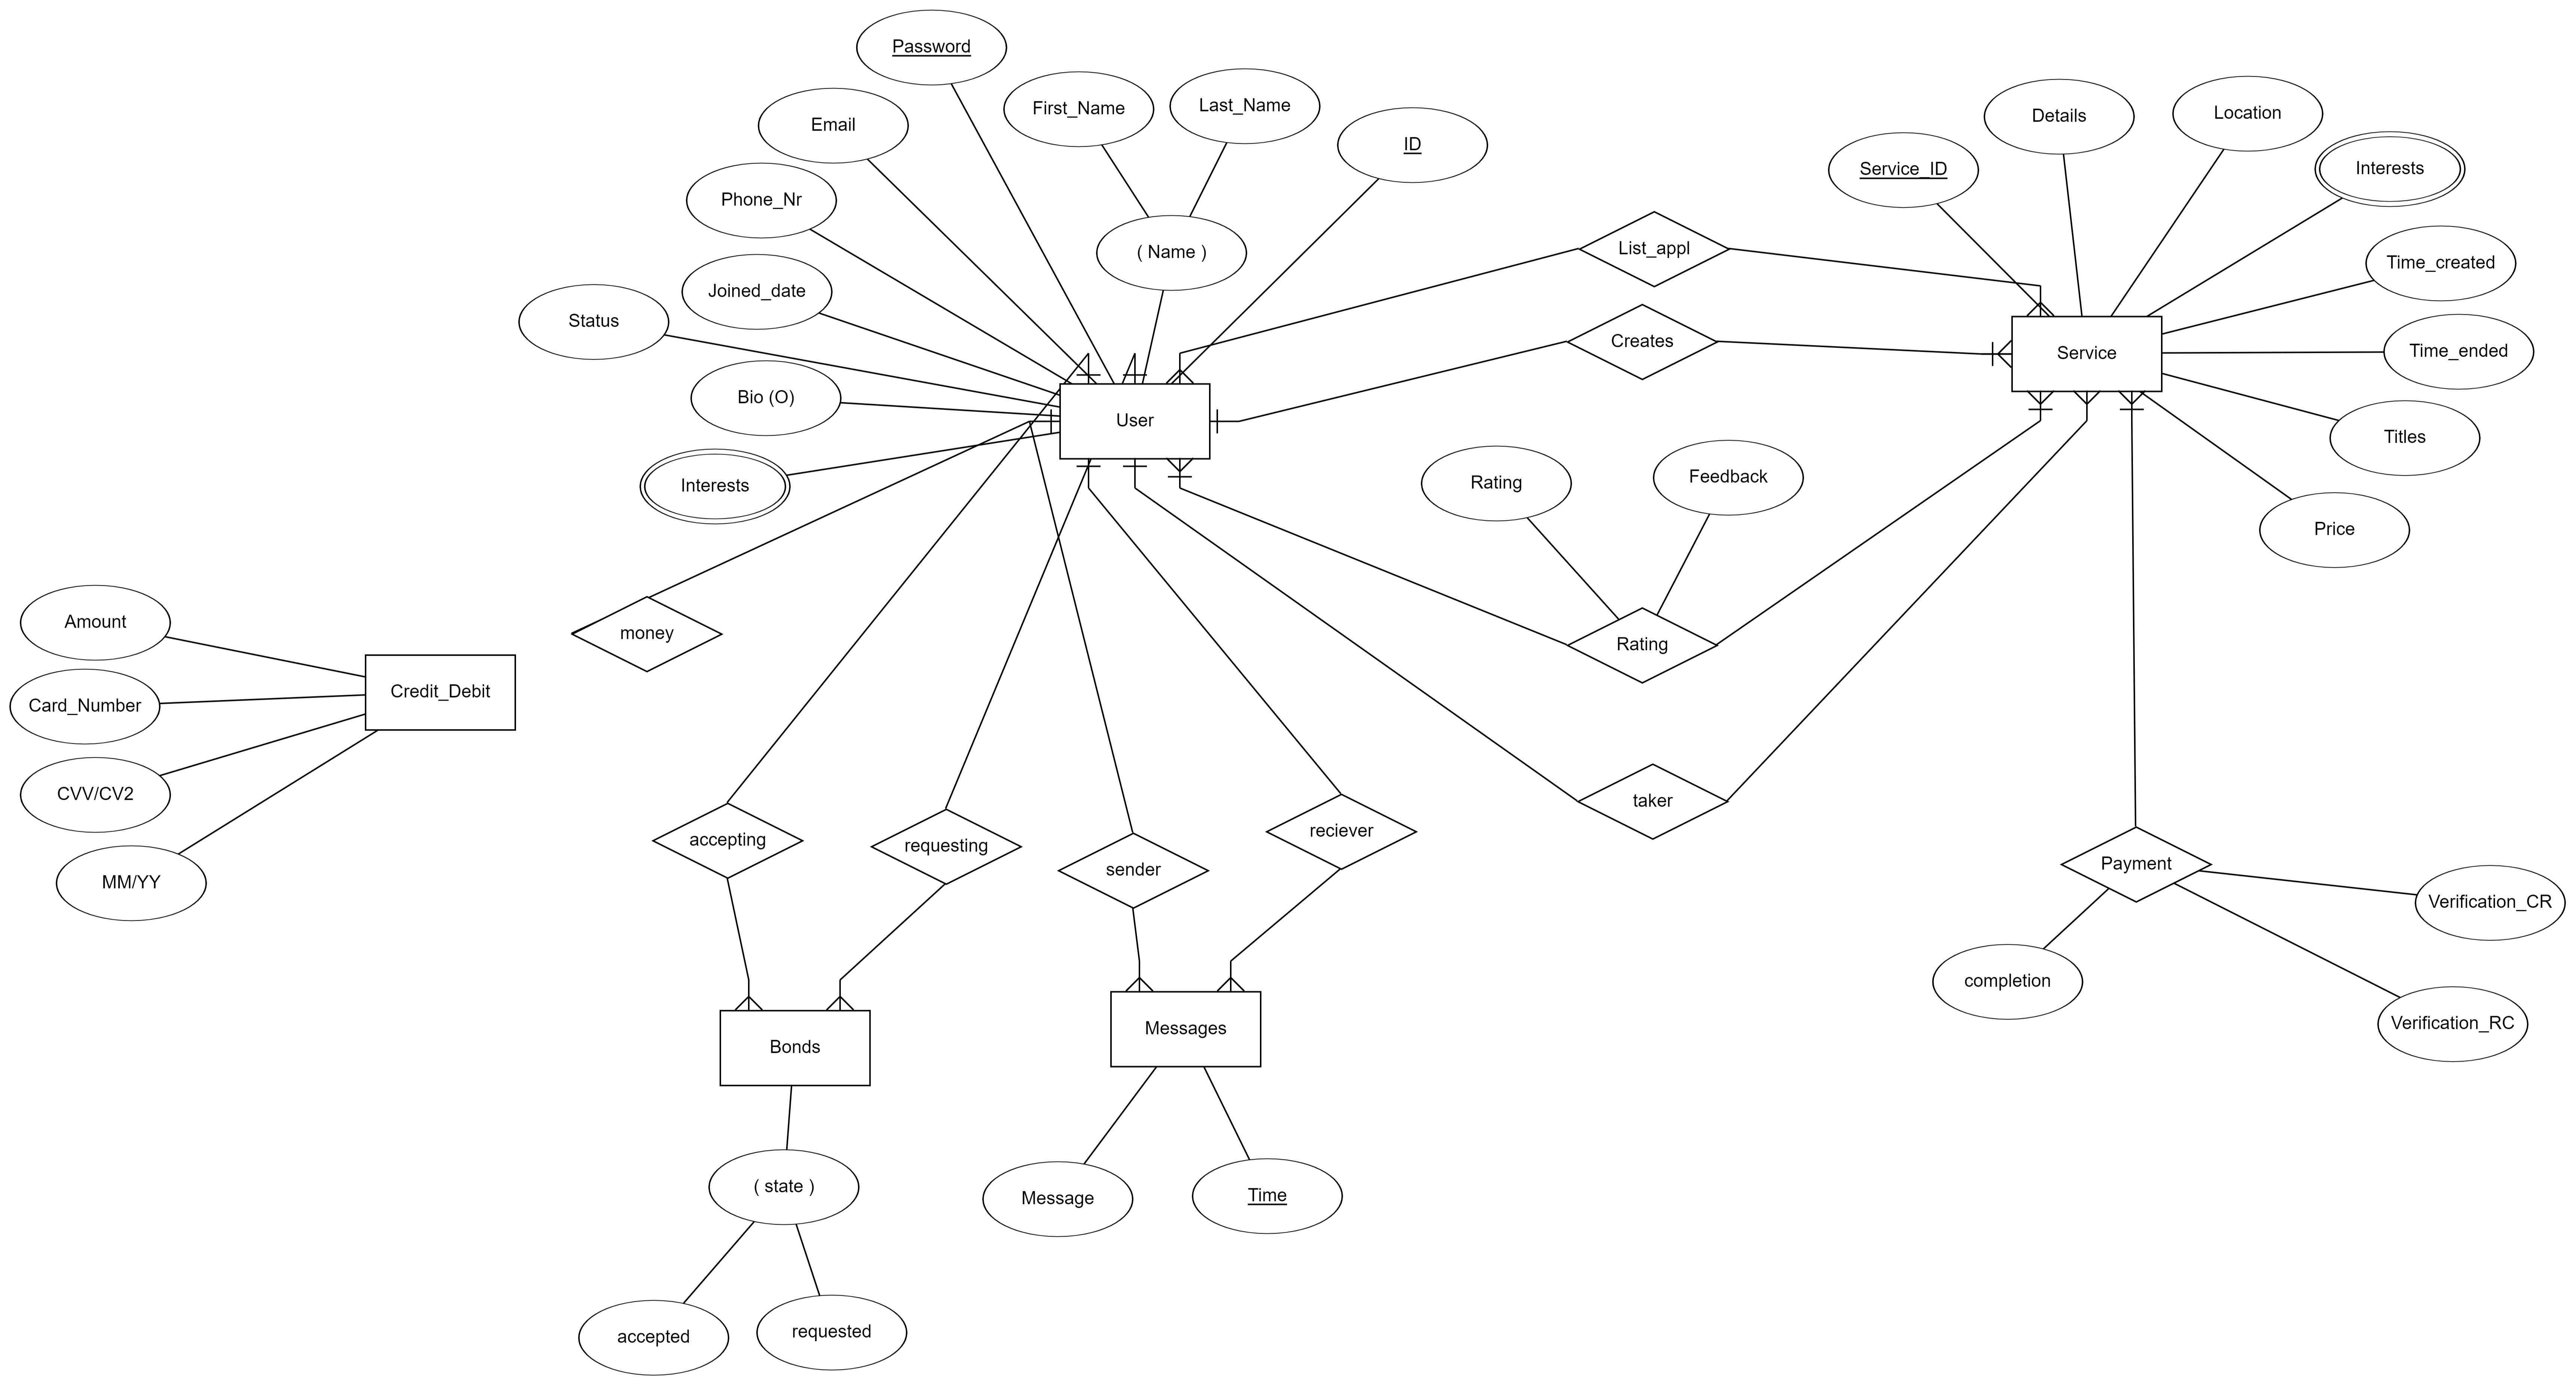 Password
First_Name
Last_Name
Email
ID
Phone_Nr
( Name )
Joined_date
Status
Bio (O)
User
Interests
List_appl
Creates
Service_ID
Details
Location
Interests
Time_created
Time_ended
Service
Titles
Price
Rating
Feedback
Rating
taker
money
Amount
Credit_Debit
Card_Number
CVV/CV2
MM/YY
accepting
requesting
sender
reciever
Payment
Verification_CR
completion
Verification_RC
Bonds
Messages
( state )
Message
Time
accepted
requested